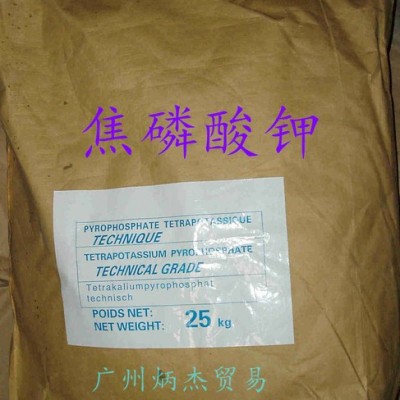 焦磷酸钾
PYROPHOSPHATE TETRAPOTASSIQUE
TECHNIQUE
TETRAPOTASSIUM PYROPHOSPHATE
TECHNICAL GRADE
Tetrakaliumpyrophosphat
technisch
POIDS NET:
NET WEIGHT: 25 kg
广州炳杰贸易